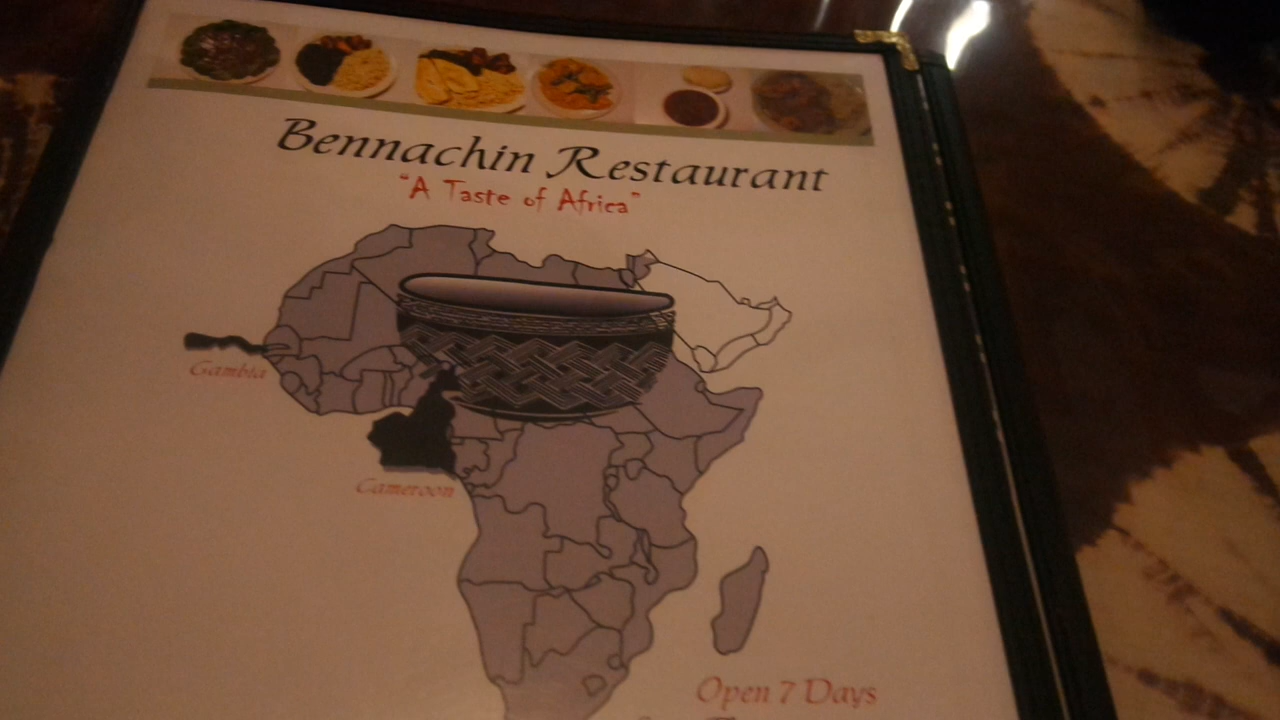 Bennachin Restaurant
"A Taste of Africa"
Gambia
Cameroon
Open 7 Days